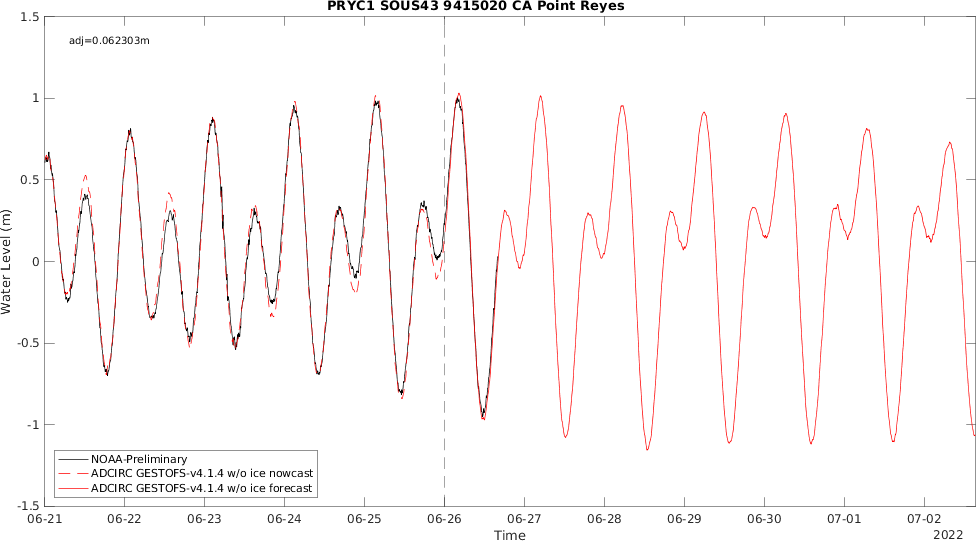 PRYC1 SOUS43 9415020 CA Point Reyes
adj=0.062303m
1.5
1
0.5
0
-0.5
-1
-1.5
Water Level (m)
NOAA-Preliminary
ADCIRC GESTOFS-v4.1.4 w/o ice nowcast
ADCIRC GESTOFS-v4.1.4 w/o ice forecast
06-21 06-22 06-23 06-24 06-25 06-26 06-27 06-28 06-29 06-30 07-01 07-02
Time
2022